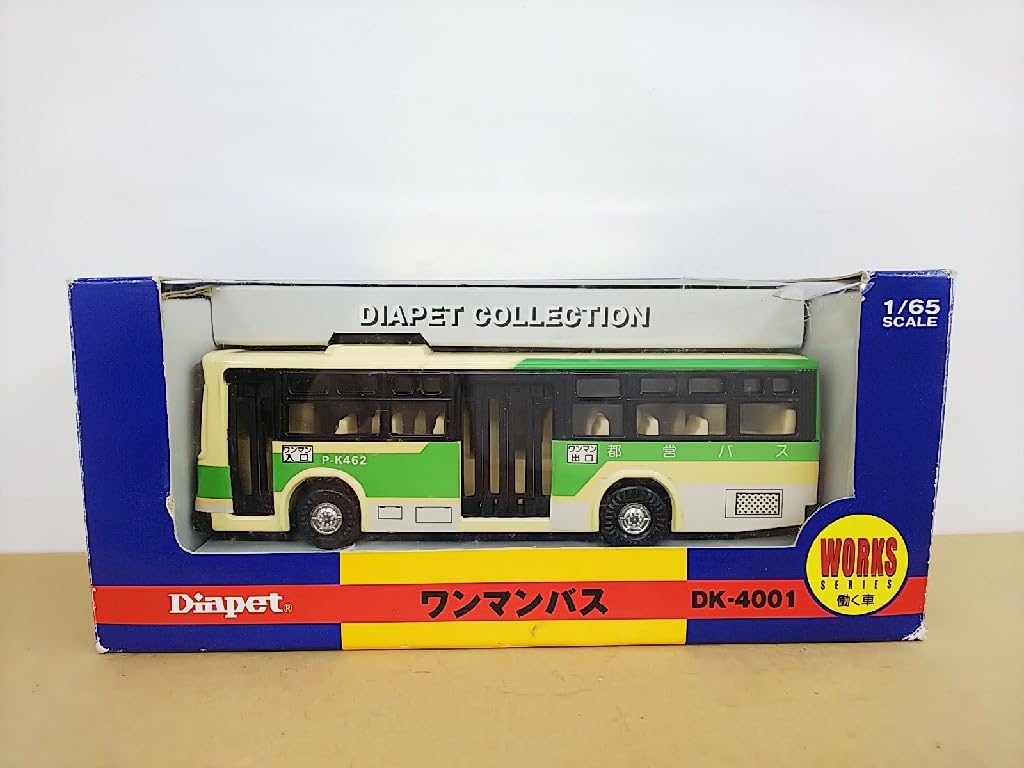 DIAPET COLLECTION
1/65
SCALE
ワンマン
入口
P-K462
ワンマン
出口
都営バス
WORKS
SERIES
働く車
Diapet®
ワンマンバス
DK-4001